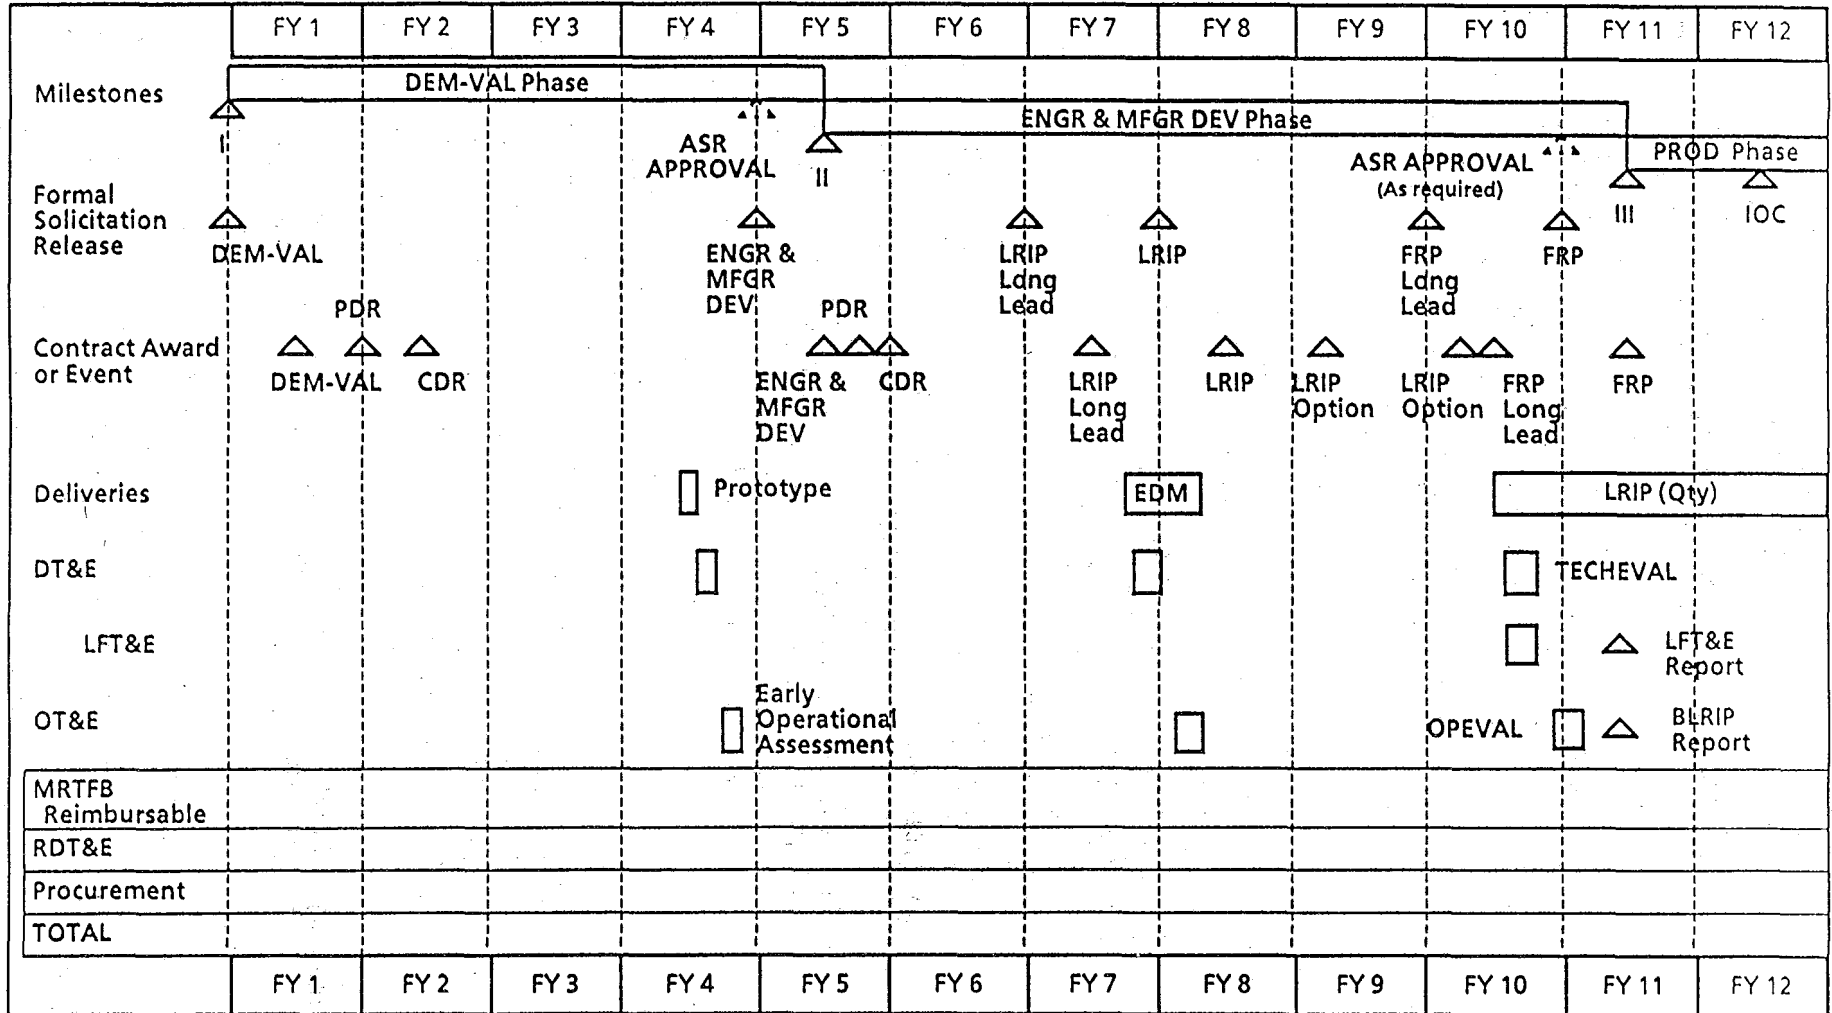 FY 1 FY 2 FY 3 FY 4 FY 5 FY 6 FY 7 FY 8 FY 9 FY 10 FY 11 FY 12
Milestones
DEM-VAL Phase
ENGR & MFGR DEV Phase
PROD Phase
I
ASR
APPROVAL
II
ASR APPROVAL
(As required)
III
IOC
Formal
Solicitation
Release
DEM-VAL
ENGR &
MFGR
DEV
LRIP
Long
Lead
LRIP
FRP
Long
Lead
FRP
Contract Award
or Event
PDR
DEM-VAL
CDR
PDR
ENGR &
MFGR
DEV
CDR
LRIP
Long
Lead
LRIP
LRIP
Option
LRIP
Option
FRP
Long
Lead
FRP
Deliveries
Prototype
EDM
LRIP (Qty)
DT&E
TECHEVAL
LFT&E
LFT&E
Report
OT&E
Early
Operational
Assessment
OPEVAL
BLRIP
Report
MRTFB
Reimbursable
RDT&E
Procurement
TOTAL
FY 1 FY 2 FY 3 FY 4 FY 5 FY 6 FY 7 FY 8 FY 9 FY 10 FY 11 FY 12